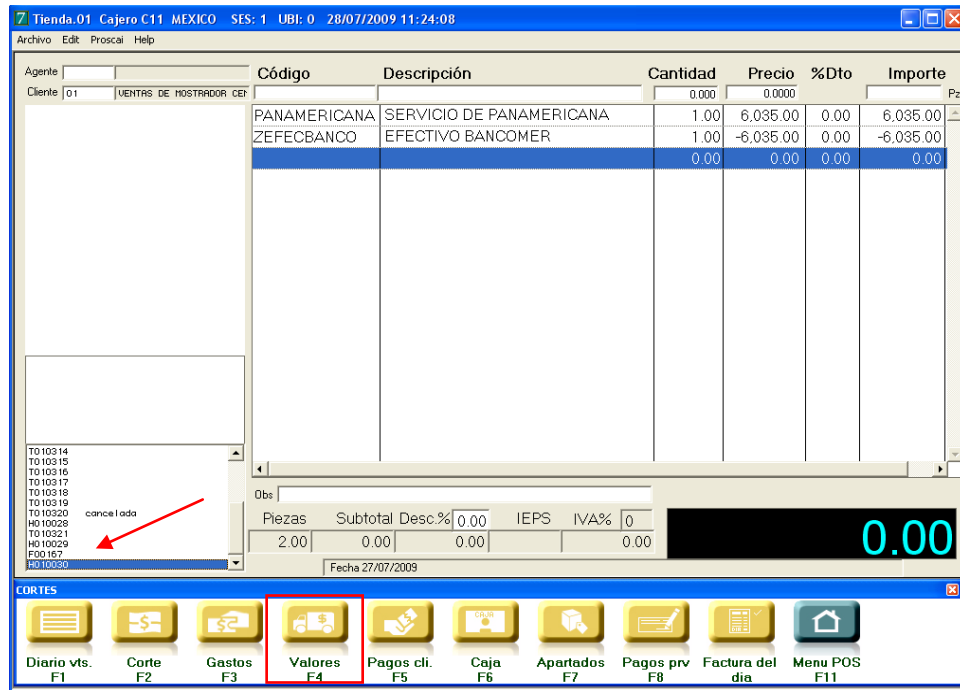 Tienda.01 Cajero C11 MEXICO SES: 1 UBI: 0 28/07/2009 11:24:08
Archivo Edit Proscai Help
Agente
Cliente 01 VENTAS DE MOSTRADOR CEN
Código Descripción Cantidad Precio %Dto Importe
0.000 0.0000 Pz
PANAMERICANA SERVICIO DE PANAMERICANA 1.00 6,035.00 0.00 6,035.00
ZEFECBANCO EFECTIVO BANCOMER 1.00 -6,035.00 0.00 -6,035.00
0.00 0.00 0.00 0.00
T010314
T010315
T010316
T010317
T010318
T010319
T010320 cancelada
H010028
T010321
H010029
F00167
H010030
Obs
Piezas Subtotal Desc.% 0.00 IEPS IVA% 0
2.00 0.00 0.00 0.00
0.00
Fecha 27/07/2009
CORTES
Diario vts. F1
Corte F2
Gastos F3
Valores F4
Pagos cli. F5
Caja F6
Apartados F7
Pagos prv F8
Factura del dia
Menu POS F11